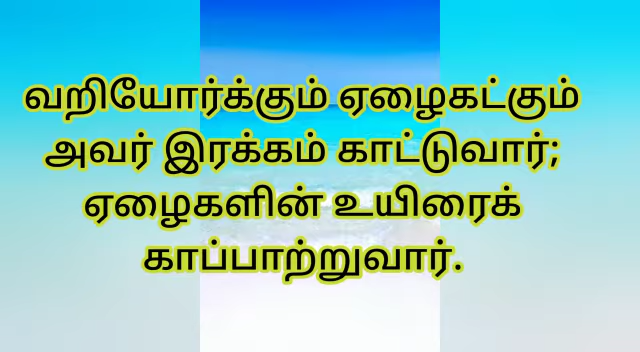 வறியோர்க்கும் ஏழைகட்கும்
அவர் இரக்கம் காட்டுவார்;
ஏழைகளின் உயிரைக்
காப்பாற்றுவார்.